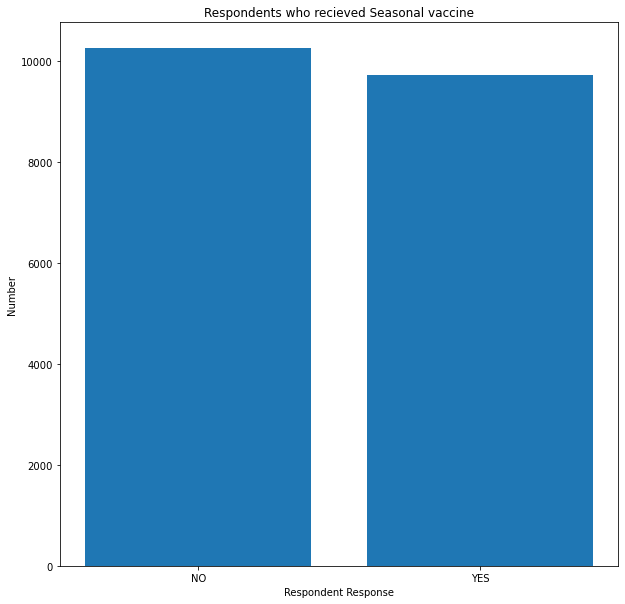 Respondents who recieved Seasonal vaccine
10000
8000
6000
4000
2000
0
Number
NO YES
Respondent Response